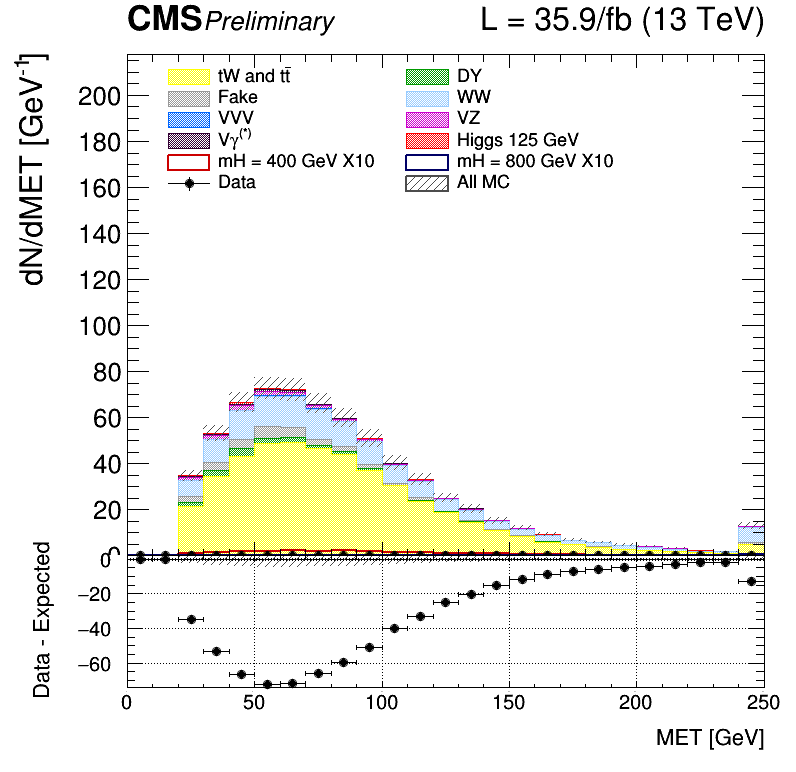 CMS Preliminary L = 35.9/fb (13 TeV)
dN/dMET [GeV⁻¹]
tW and tt̄ DY
Fake WW
VVV VZ
Vγ(*) Higgs 125 GeV
mH = 400 GeV X10 mH = 800 GeV X10
Data All MC
200
180
160
140
120
100
80
60
40
20
0
Data - Expected
0
−20
−40
−60
0 50 100 150 200 250
MET [GeV]